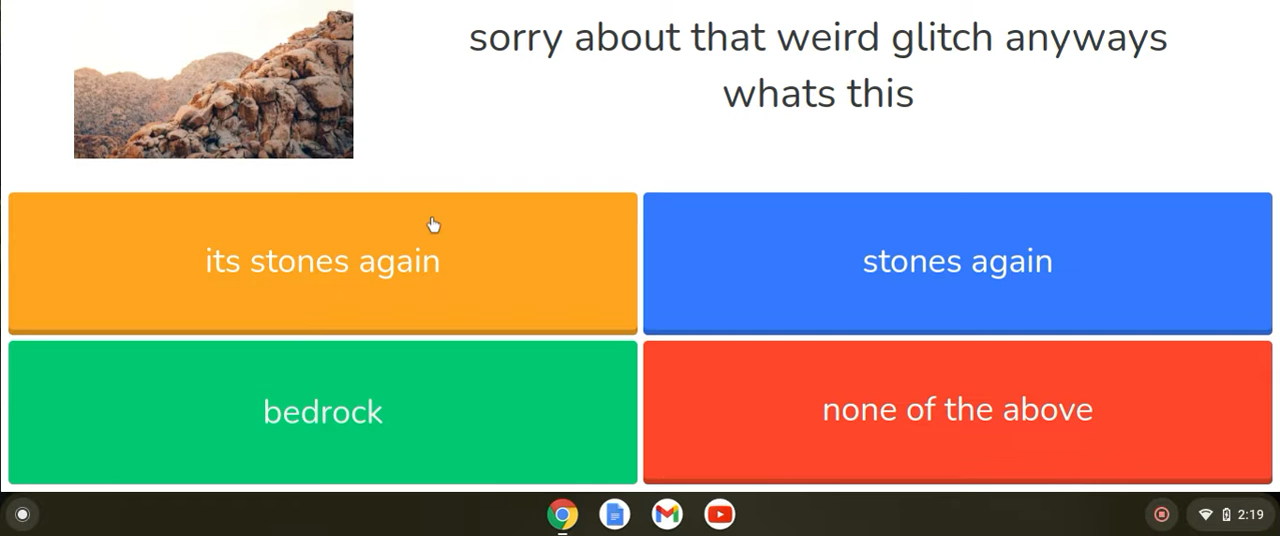 sorry about that weird glitch anyways
whats this
its stones again
stones again
bedrock
none of the above
2:19